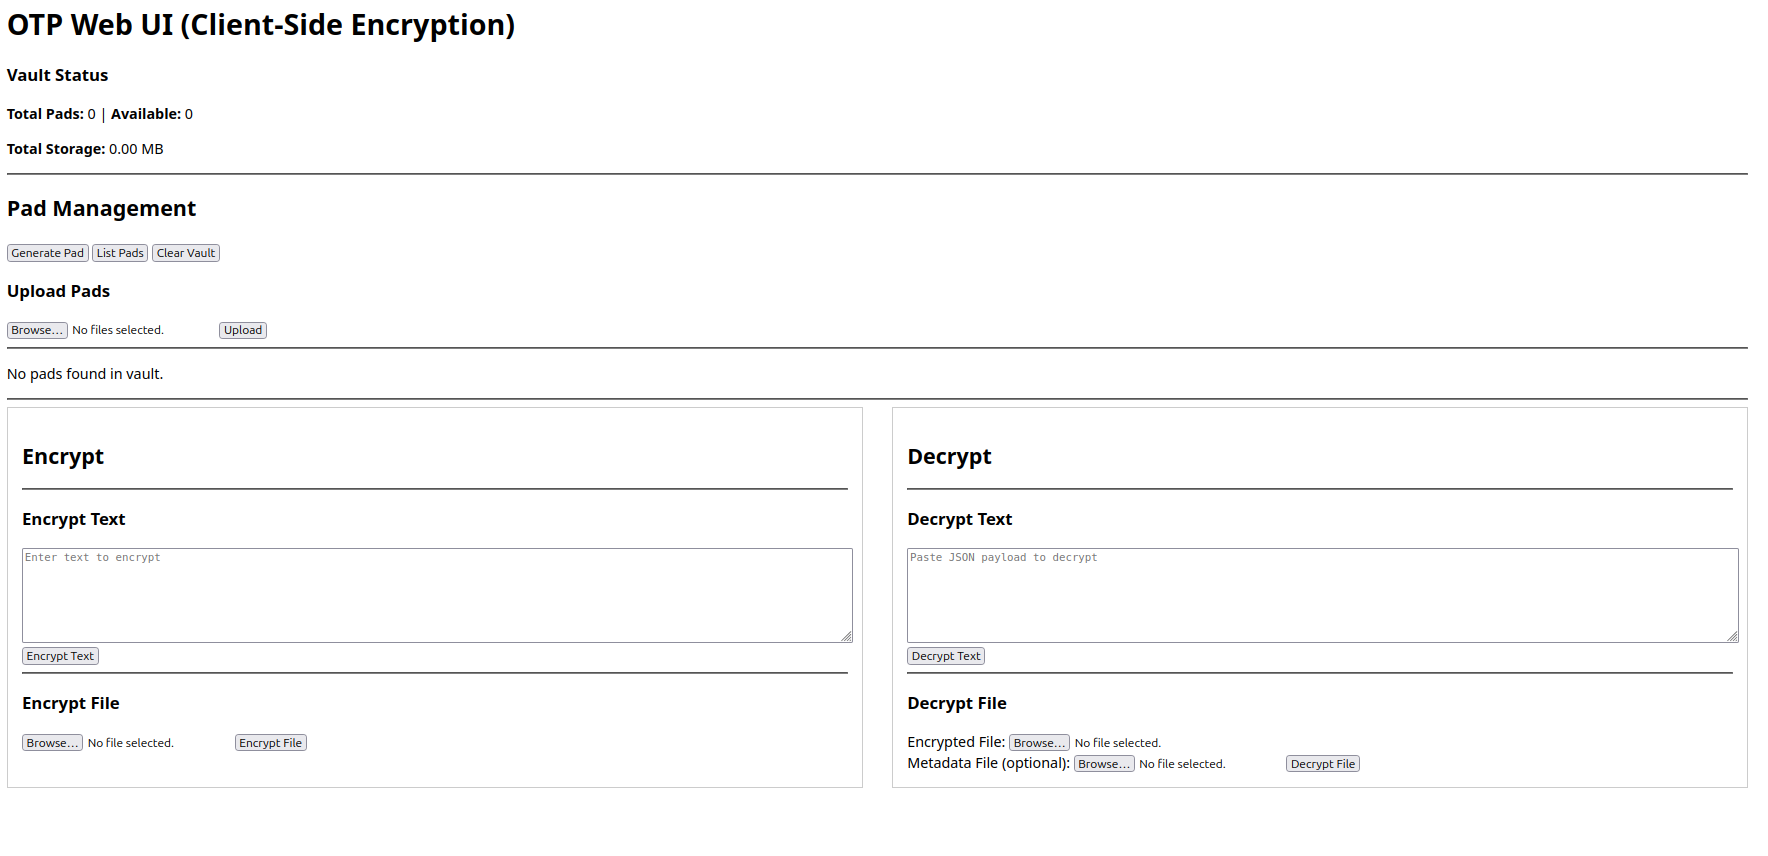 OTP Web UI (Client-Side Encryption)
Vault Status
Total Pads: 0 | Available: 0
Total Storage: 0.00 MB
Pad Management
Generate Pad List Pads Clear Vault
Upload Pads
Browse... No files selected. Upload
No pads found in vault.
Encrypt
Encrypt Text
Enter text to encrypt
Encrypt Text
Encrypt File
Browse... No file selected. Encrypt File
Decrypt
Decrypt Text
Paste JSON payload to decrypt
Decrypt Text
Decrypt File
Encrypted File: Browse... No file selected.
Metadata File (optional): Browse... No file selected. Decrypt File